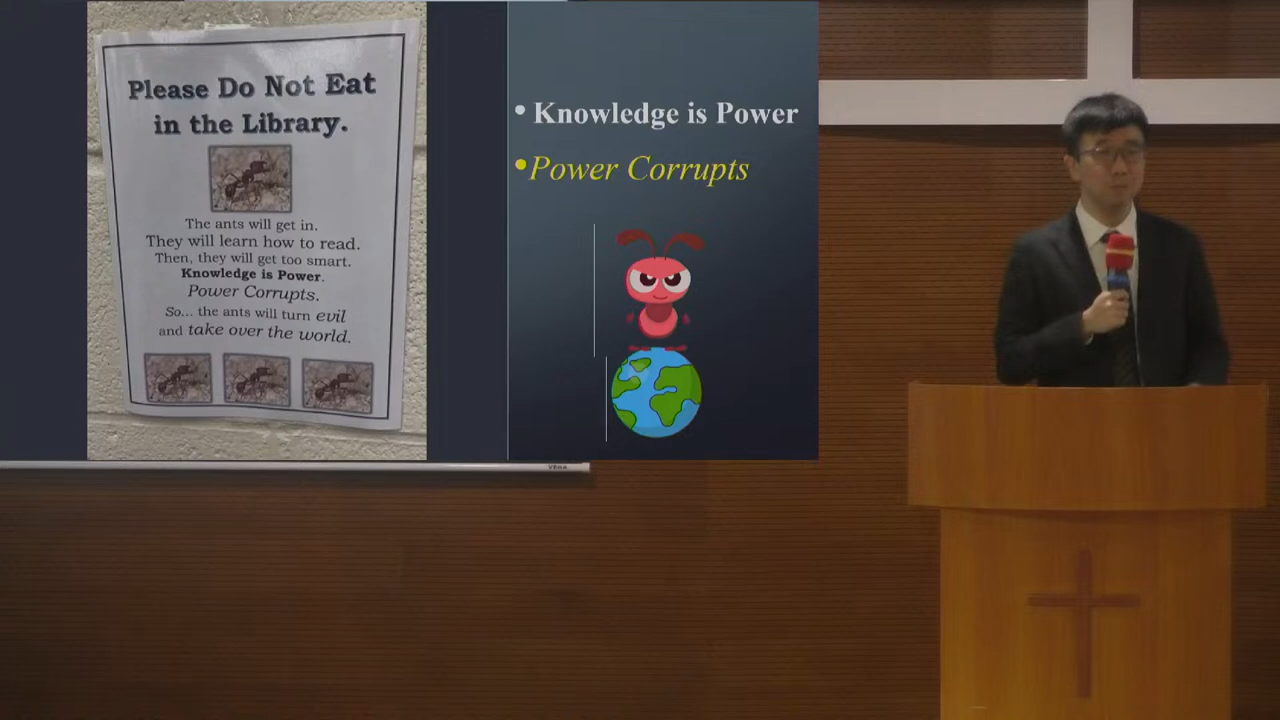 Please Do Not Eat
in the Library.
The ants will get in.
They will learn how to read.
Then, they will get too smart.
Knowledge is Power.
Power Corrupts.
So... the ants will turn evil
and take over the world.
• Knowledge is Power
•Power Corrupts